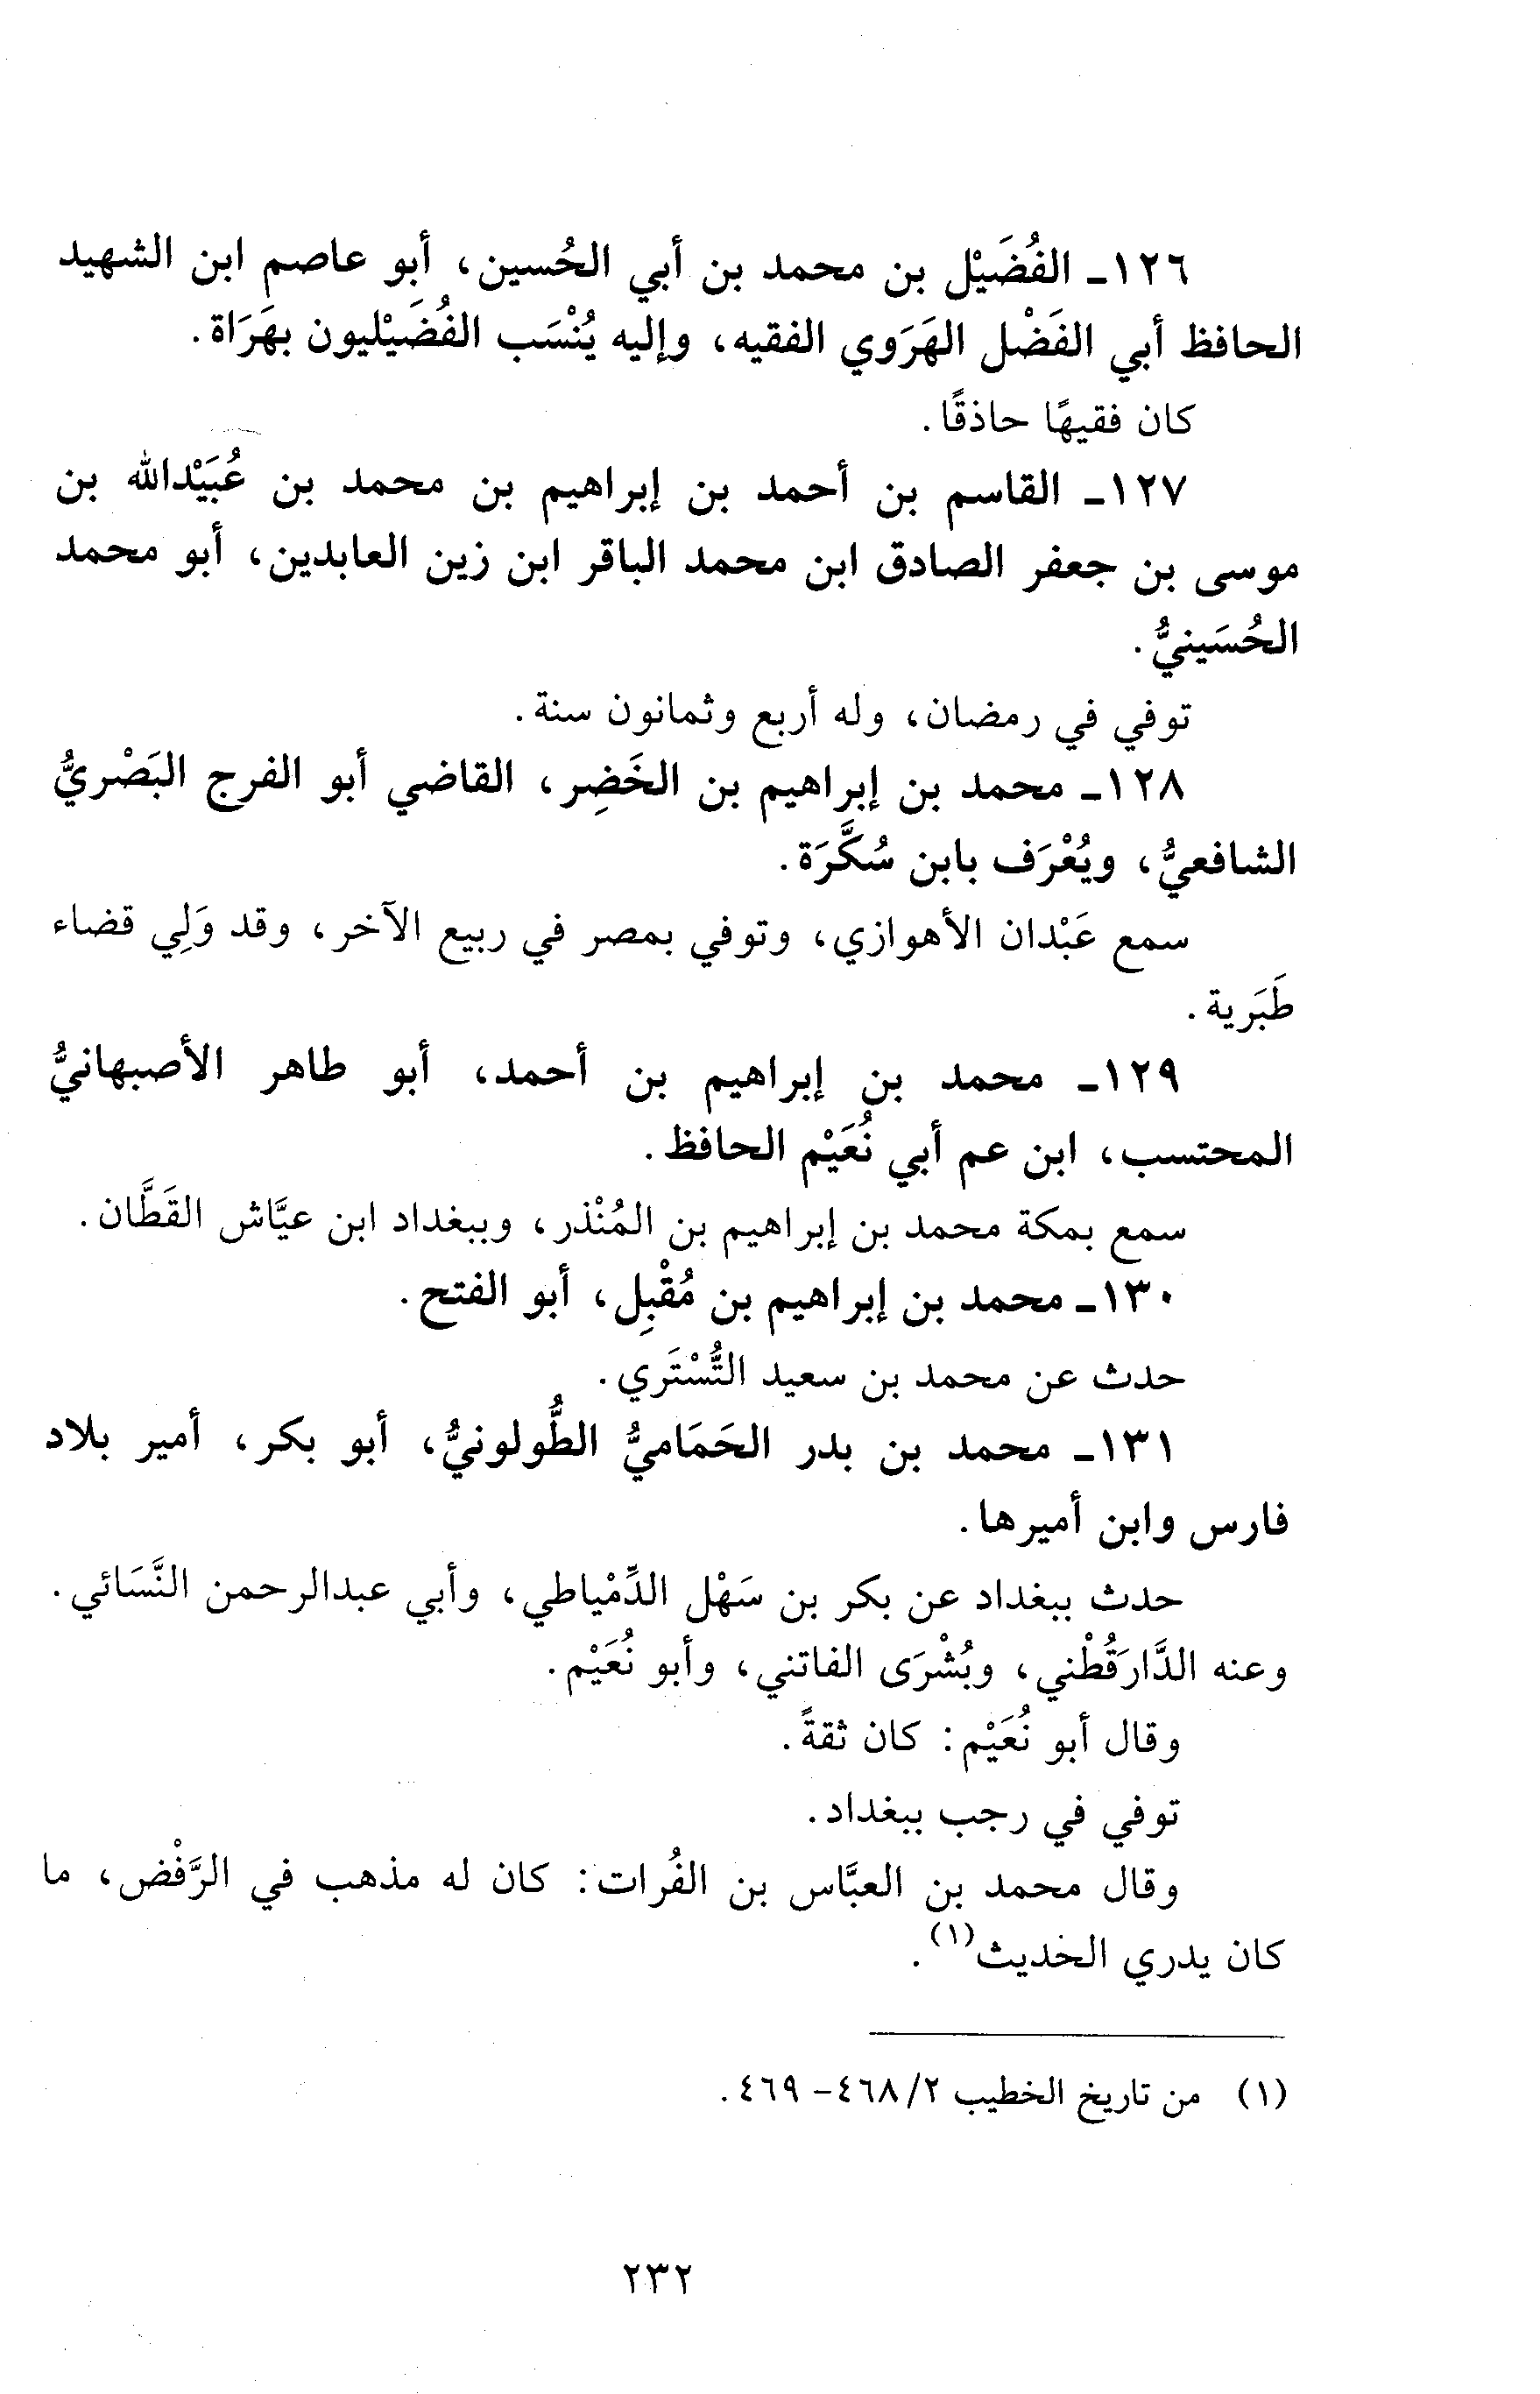 ١٢٦- الفُضَيْل بن محمد بن أبي الحُسين، أبو عاصم ابن الشهيد
الحافظ أبي الفَضْل الهَرَوي الفقيه، وإليه يُنْسَب الفُضَيْليون بهَرَاة.
كان فقيهًا حاذقًا.
١٢٧- القاسم بن أحمد بن إبراهيم بن محمد بن عُبَيْدالله بن
موسى بن جعفر الصادق ابن محمد الباقر ابن زين العابدين، أبو محمد
الحُسَينيُّ.
توفي في رمضان، وله أربع وثمانون سنة.
١٢٨- محمد بن إبراهيم بن الخَضِر، القاضي أبو الفرج البَصْريُّ
الشافعيُّ، ويُعْرَف بابن سُكَّرَة.
سمع عَبْدان الأهوازي، وتوفي بمصر في ربيع الآخر، وقد وَلِي قضاء
طَبَرية.
١٢٩- محمد بن إبراهيم بن أحمد، أبو طاهر الأصبهانيُّ
المحتسب، ابن عم أبي نُعَيْم الحافظ.
سمع بمكة محمد بن إبراهيم بن المُنْذر، وببغداد ابن عيَّاش القَطَّان.
١٣٠- محمد بن إبراهيم بن مُقْبِل، أبو الفتح.
حدث عن محمد بن سعيد التُّسْتَري.
١٣١- محمد بن بدر الحَمَاميُّ الطُّولونيُّ، أبو بكر، أمير بلاد
فارس وابن أميرها.
حدث ببغداد عن بكر بن سَهْل الدِّمْياطي، وأبي عبدالرحمن النَّسَائي.
وعنه الدَّارَقُطْني، وبُشْرَى الفاتني، وأبو نُعَيْم.
وقال أبو نُعَيْم: كان ثقةً.
توفي في رجب ببغداد.
وقال محمد بن العبَّاس بن الفُرات: كان له مذهب في الرَّفْض، ما
كان يدري الحديث(١).
(١) من تاريخ الخطيب ٢/ ٤٦٨- ٤٦٩.
٢٣٢